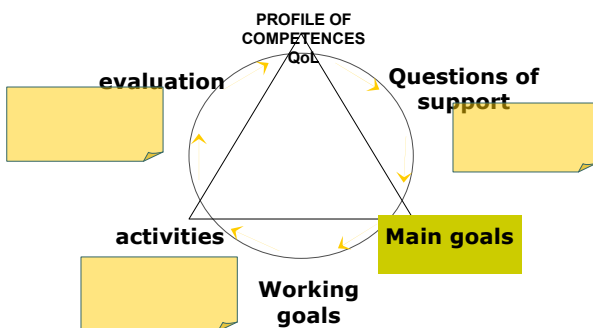 PROFILE OF
COMPETENCES
QoL
evaluation
Questions of
support
activities
Main goals
Working
goals